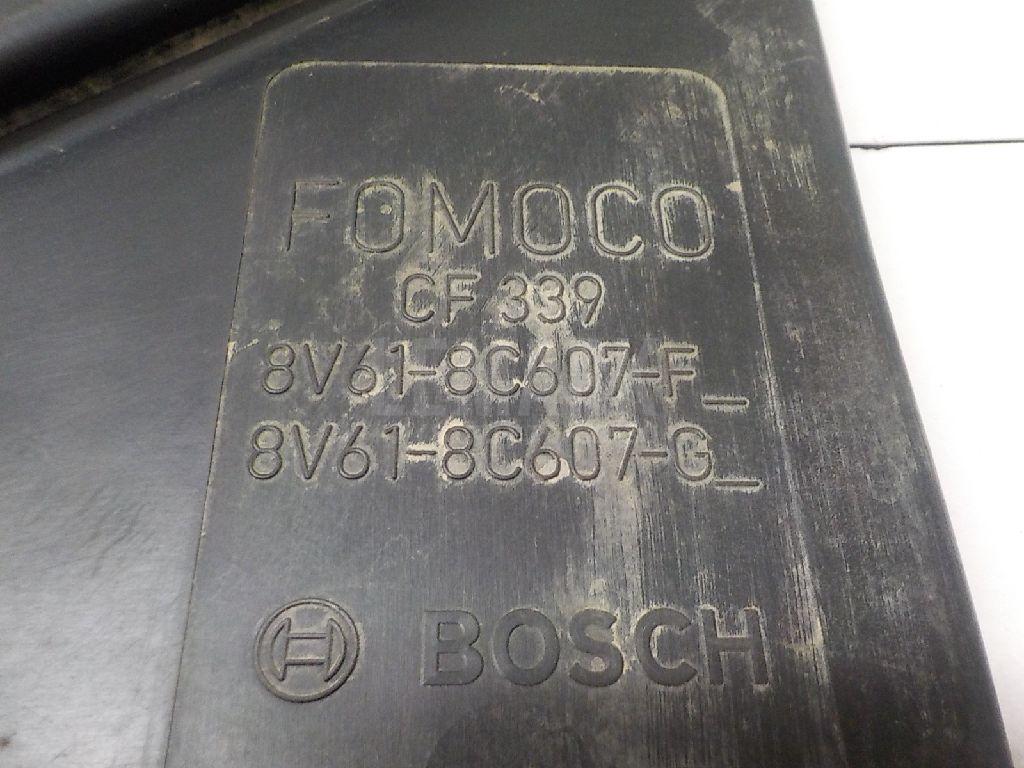 FOMOCO
CF 339
8V61-8C607-F_
8V61-8C607-G_
BOSCH